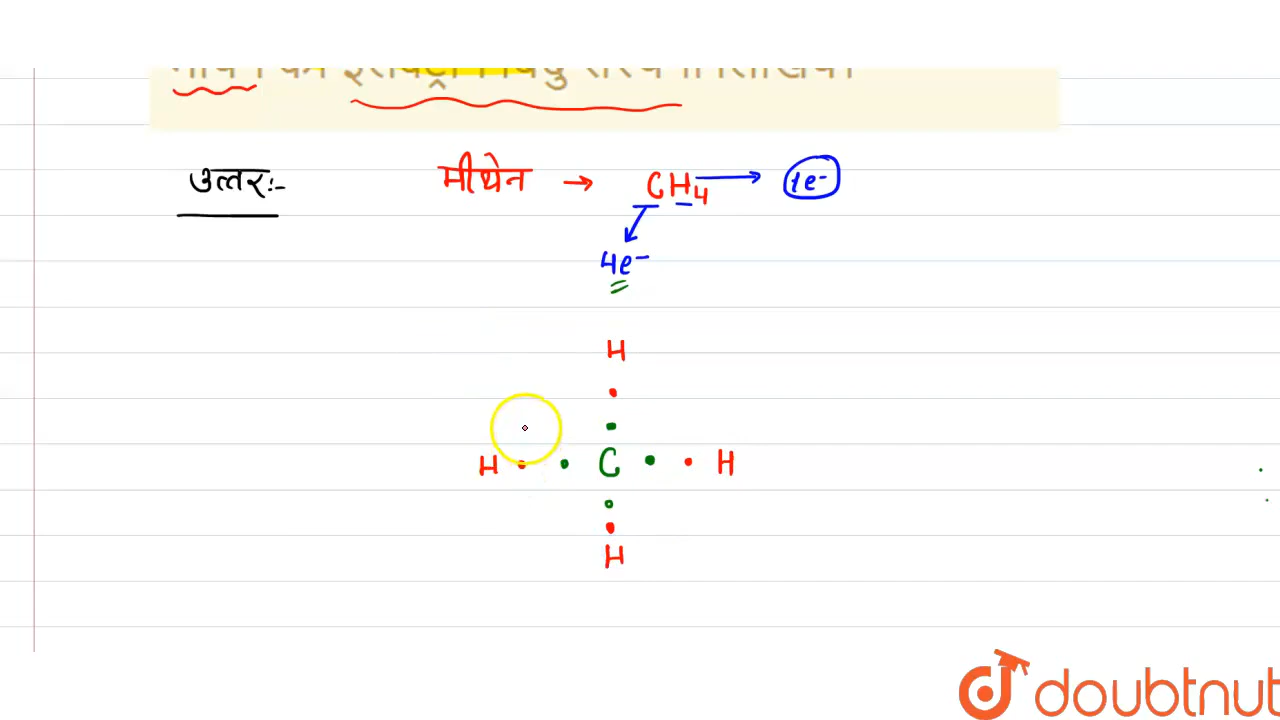 उत्तरः-
मीथेन → CH4 → 1e-
4e-
H
H C H
H
doubtnut